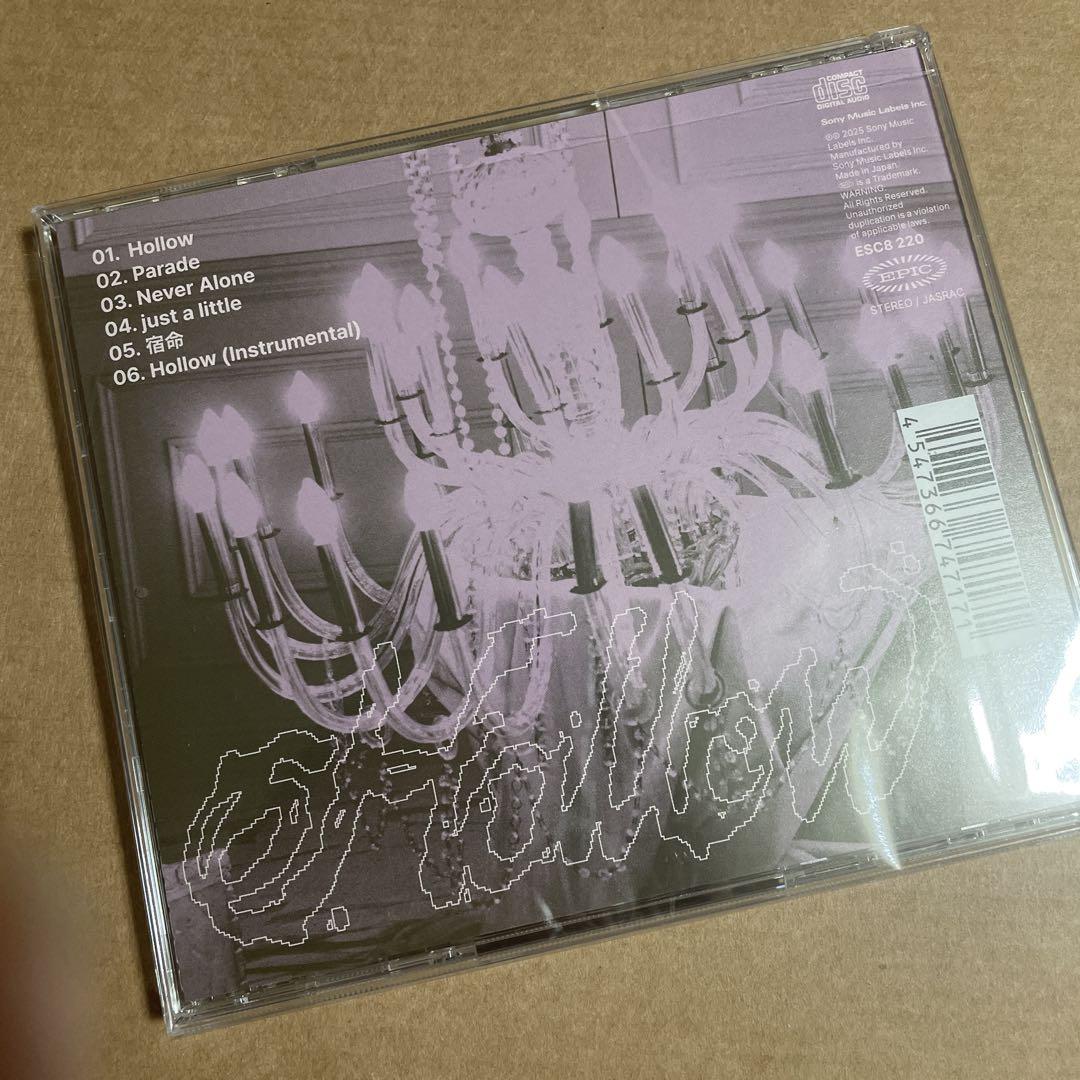 01. Hollow
02. Parade
03. Never Alone
04. just a little
05. 宿命
06. Hollow (Instrumental)
COMPACT
disc
DIGITAL AUDIO
Sony Music Labels Inc.
℗© 2025 Sony Music
Labels Inc.
Manufactured by
Sony Music Labels Inc.
Made in Japan.
is a Trademark.
WARNING:
All Rights Reserved.
Unauthorized
duplication is a violation
of applicable laws.
ESC8 220
EPIC
STEREO / JASRAC
4 547366 747171
Hollow